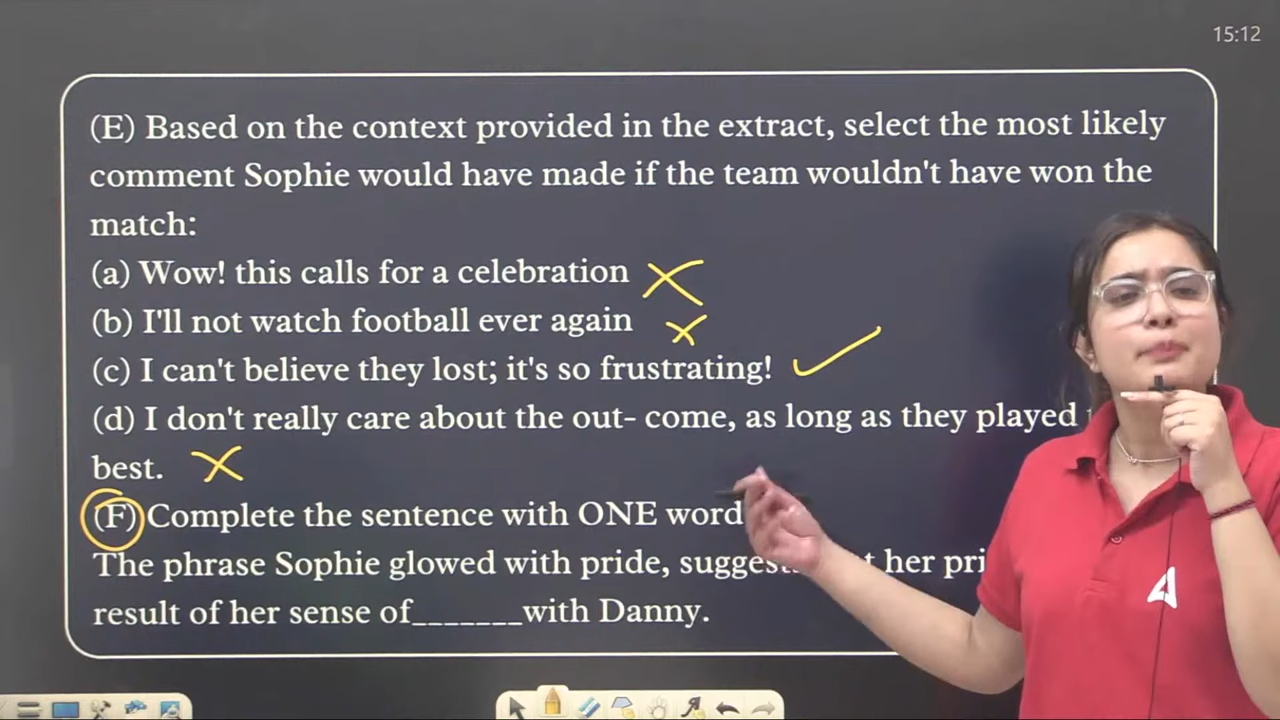 15:12
(E) Based on the context provided in the extract, select the most likely
comment Sophie would have made if the team wouldn't have won the
match:
(a) Wow! this calls for a celebration
(b) I'll not watch football ever again
(c) I can't believe they lost; it's so frustrating!
(d) I don't really care about the out- come, as long as they played
best.
(F) Complete the sentence with ONE word
The phrase Sophie glowed with pride, her
result of her sense of_______with Danny.